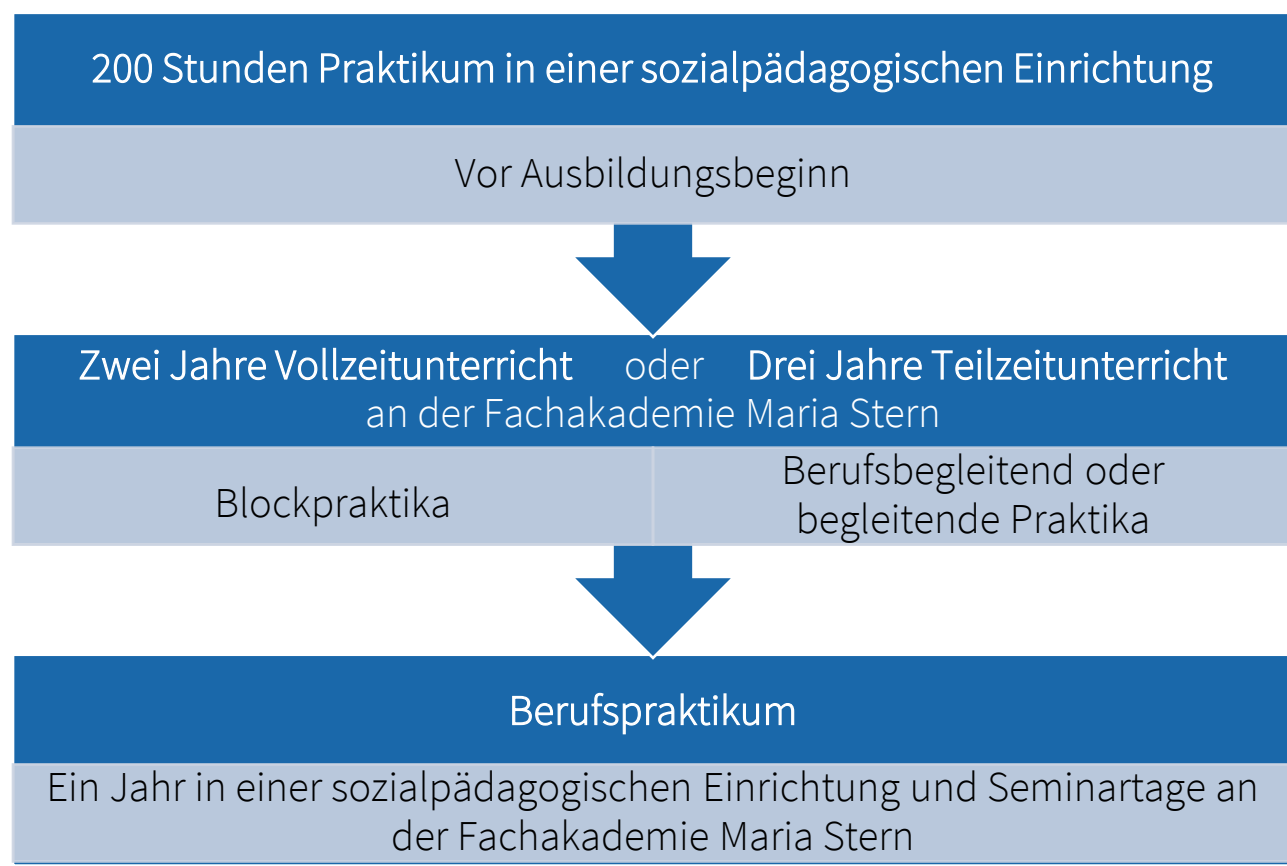 200 Stunden Praktikum in einer sozialpädagogischen Einrichtung
Vor Ausbildungsbeginn
Zwei Jahre Vollzeitunterricht oder Drei Jahre Teilzeitunterricht
an der Fachakademie Maria Stern
Blockpraktika
Berufsbegleitend oder
begleitende Praktika
Berufspraktikum
Ein Jahr in einer sozialpädagogischen Einrichtung und Seminartage an
der Fachakademie Maria Stern